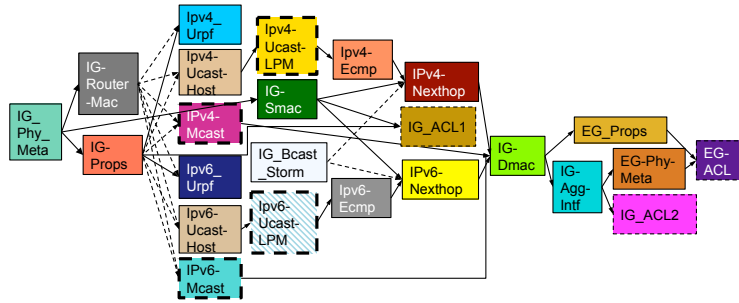 IG_
Phy_
Meta
IG-
Router
-Mac
IG-
Props
Ipv4_
Urpf
Ipv4-
Ucast-
Host
IPv4-
Mcast
Ipv6_
Urpf
Ipv6-
Ucast-
Host
IPv6-
Mcast
Ipv4-
Ucast-
LPM
IG-
Smac
IG_Bcast
_Storm
Ipv6-
Ucast-
LPM
Ipv4-
Ecmp
Ipv6-
Ecmp
IPv4-
Nexthop
IG_ACL1
IPv6-
Nexthop
IG-
Dmac
EG_Props
IG-
Agg-
Intf
EG-Phy-
Meta
IG_ACL2
EG-
ACL